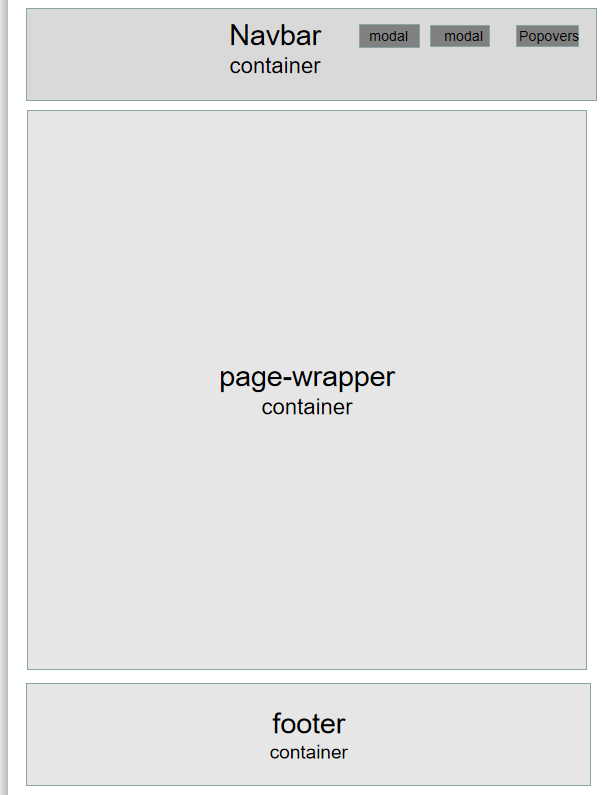 Navbar
modal
modal
Popovers
container
page-wrapper
container
footer
container